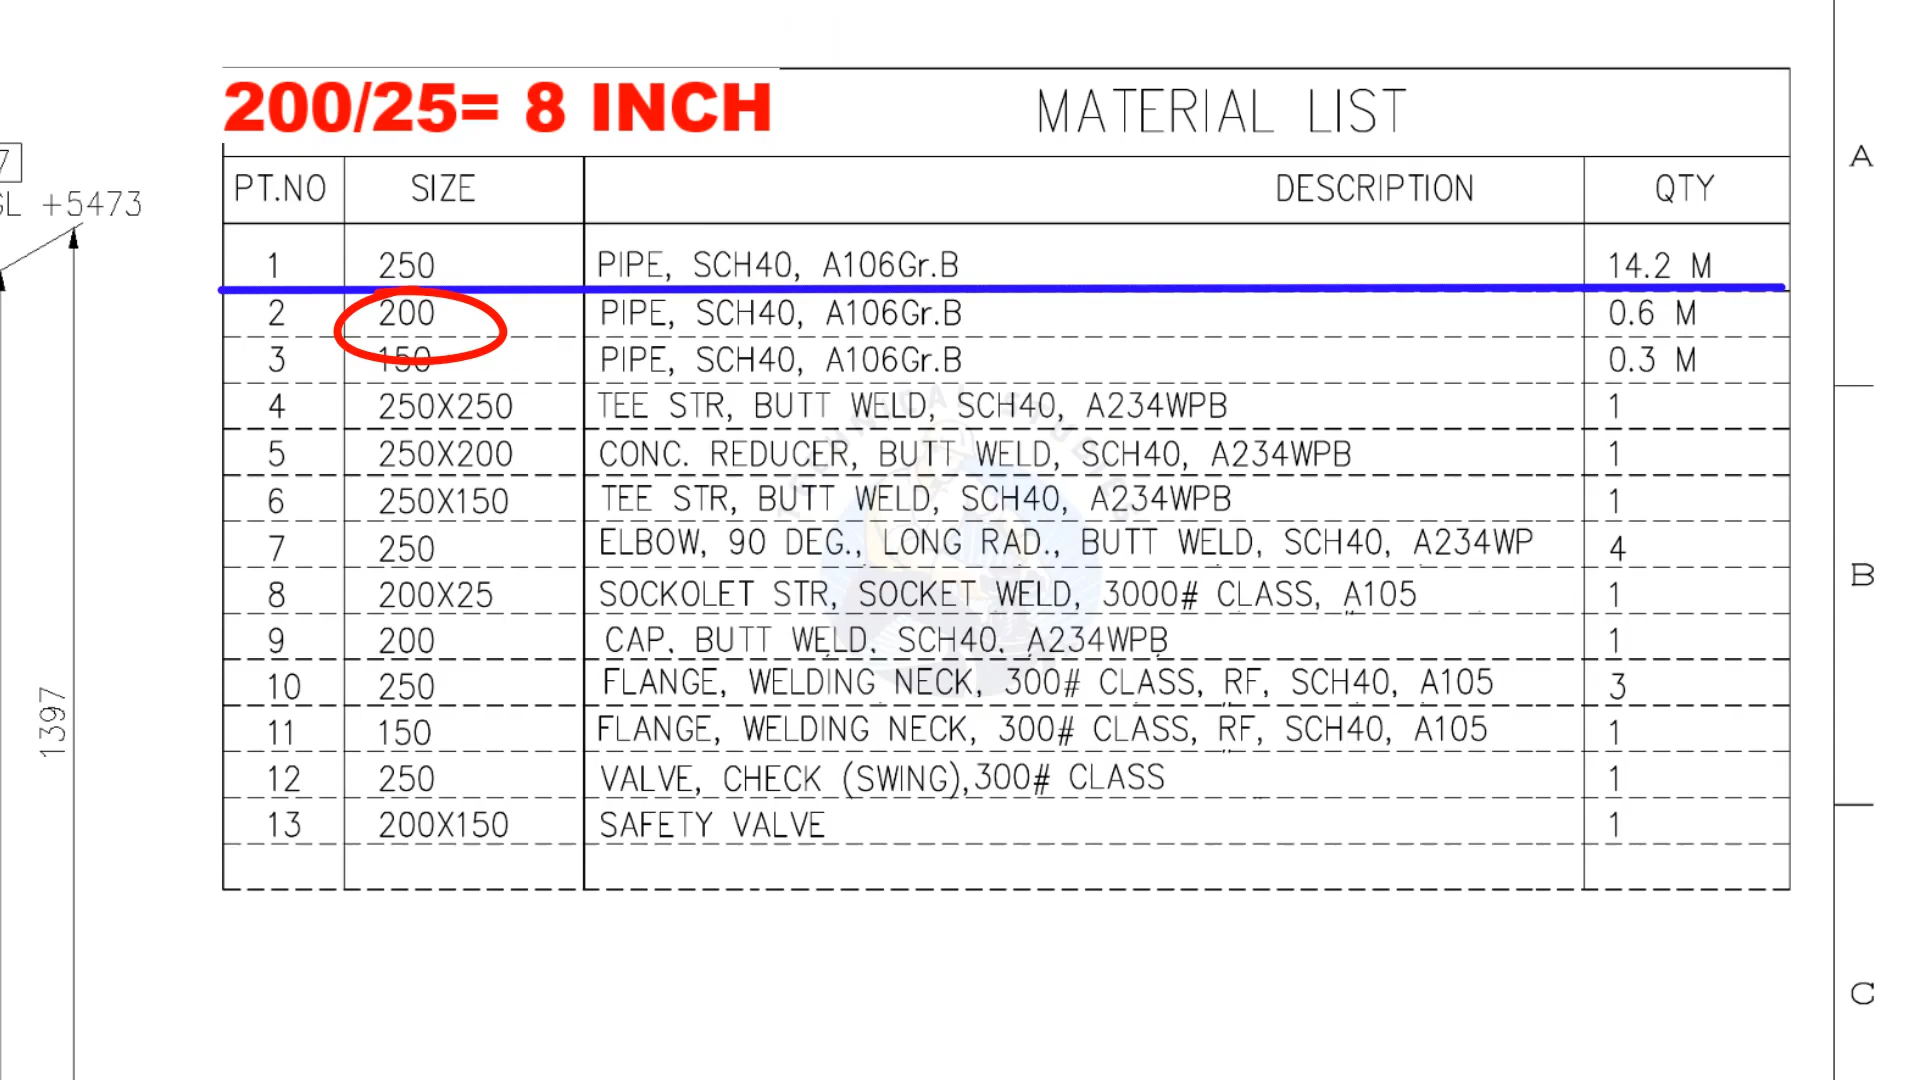 200/25= 8 INCH
MATERIAL LIST
PT.NO SIZE DESCRIPTION QTY
1 250 PIPE, SCH40, A106Gr.B 14.2 M
2 200 PIPE, SCH40, A106Gr.B 0.6 M
3 150 PIPE, SCH40, A106Gr.B 0.3 M
4 250X250 TEE STR, BUTT WELD, SCH40, A234WPB 1
5 250X200 CONC. REDUCER, BUTT WELD, SCH40, A234WPB 1
6 250X150 TEE STR, BUTT WELD, SCH40, A234WPB 1
7 250 ELBOW, 90 DEG., LONG RAD., BUTT WELD, SCH40, A234WP 4
8 200X25 SOCKOLET STR, SOCKET WELD, 3000# CLASS, A105 1
9 200 CAP, BUTT WELD, SCH40, A234WPB 1
10 250 FLANGE, WELDING NECK, 300# CLASS, RF, SCH40, A105 3
11 150 FLANGE, WELDING NECK, 300# CLASS, RF, SCH40, A105 1
12 250 VALVE, CHECK (SWING),300# CLASS 1
13 200X150 SAFETY VALVE 1
+5473
1397
A
B
C